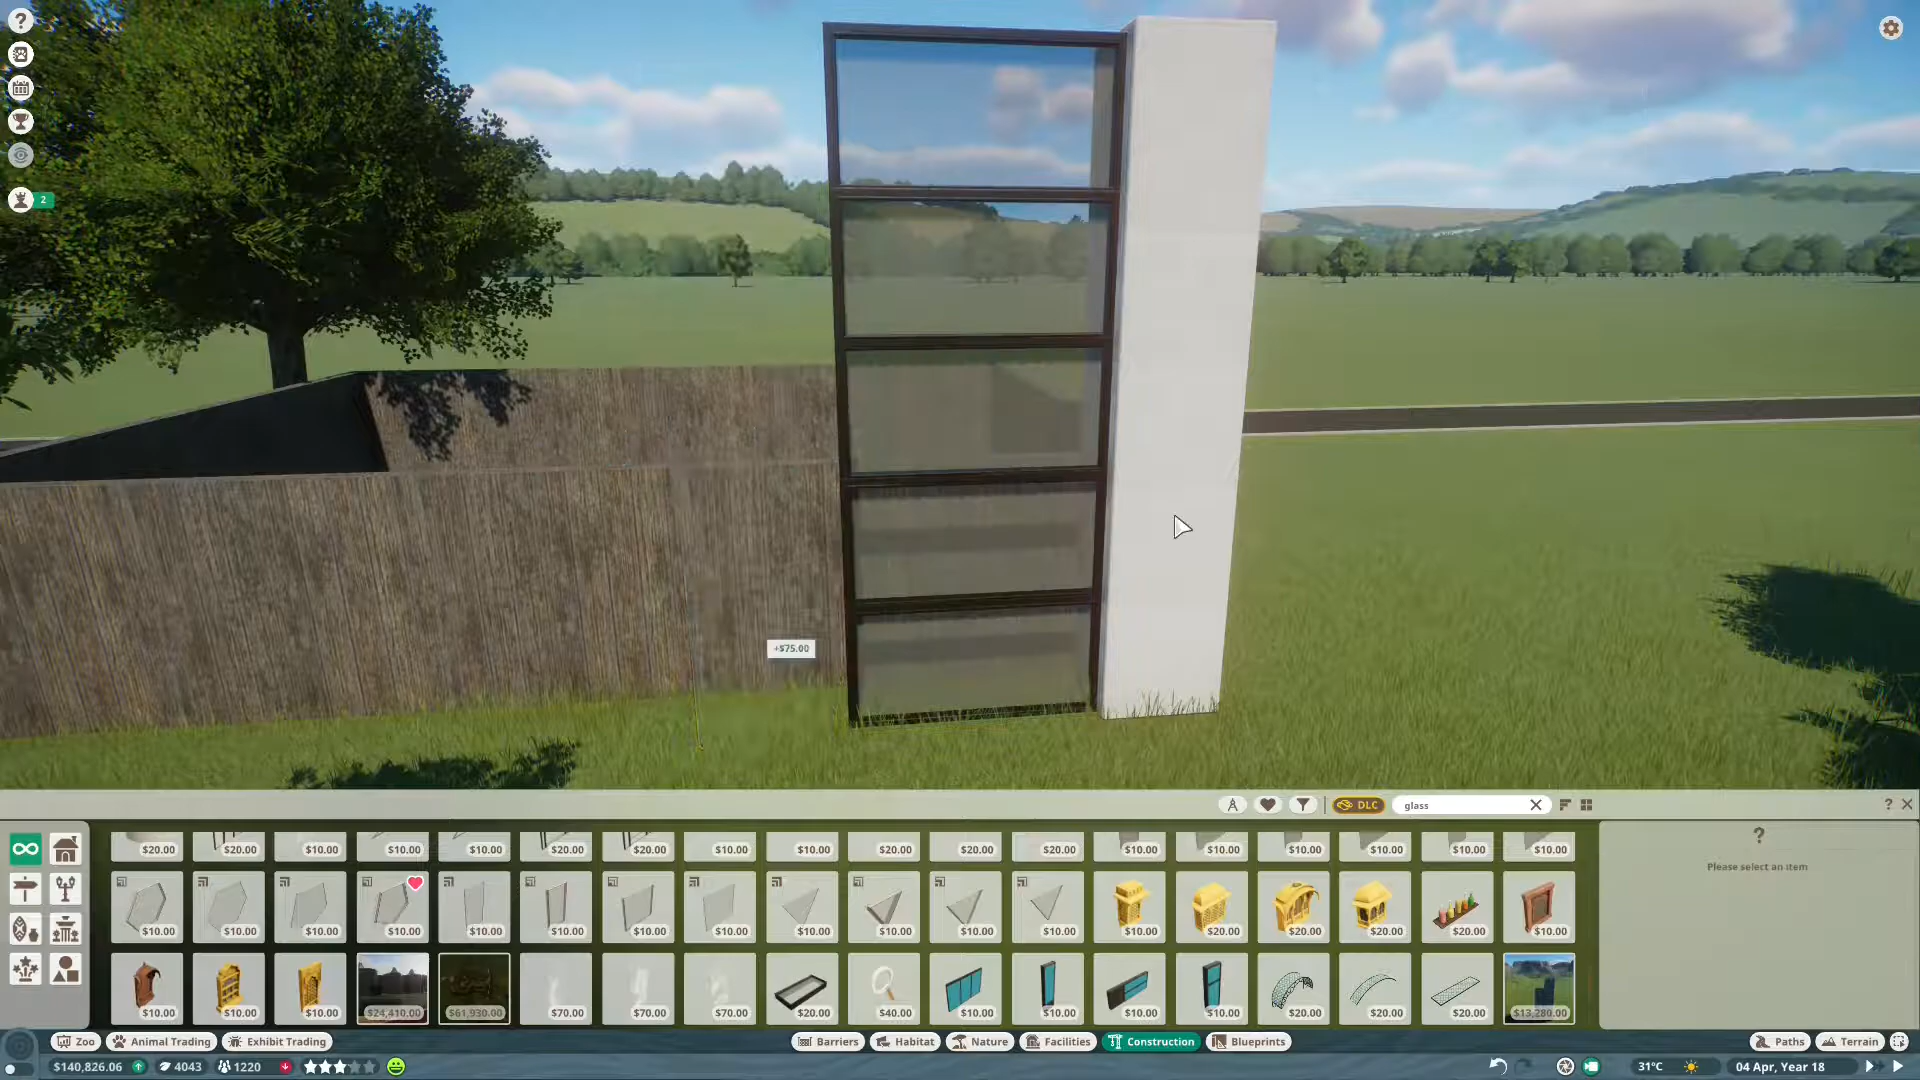 2
+$75.00
DLC
glass
?
$20.00 $20.00 $10.00 $10.00 $10.00 $20.00 $20.00 $10.00 $10.00 $20.00 $20.00 $20.00 $10.00 $10.00 $10.00 $10.00 $10.00 $10.00
$10.00 $10.00 $10.00 $10.00 $10.00 $10.00 $10.00 $10.00 $10.00 $10.00 $10.00 $10.00 $10.00 $20.00 $20.00 $20.00 $20.00 $10.00
$10.00 $10.00 $10.00 $24,410.00 $61,930.00 $70.00 $70.00 $70.00 $20.00 $40.00 $10.00 $10.00 $10.00 $10.00 $20.00 $20.00 $20.00 $13,280.00
?
Please select an item
Zoo Animal Trading Exhibit Trading Barriers Habitat Nature Facilities Construction Blueprints Paths Terrain
$140,826.06 4043 1220 31°C 04 Apr, Year 18